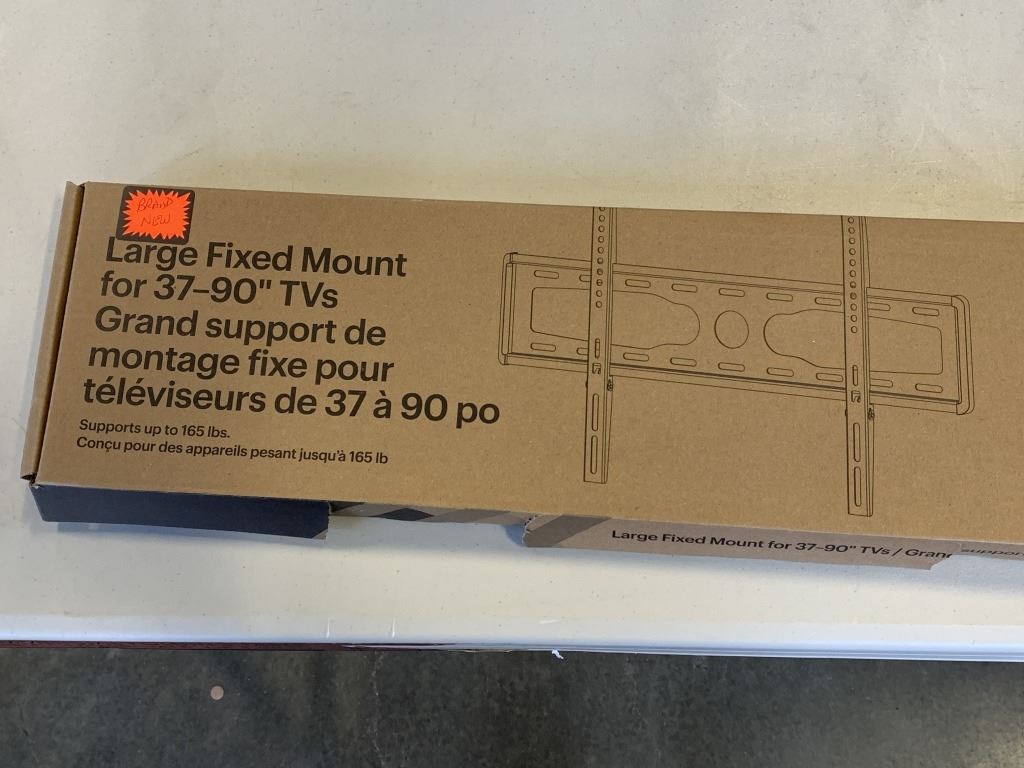 BRAND
NEW
Large Fixed Mount
for 37–90" TVs
Grand support de
montage fixe pour
téléviseurs de 37 à 90 po
Supports up to 165 lbs.
Conçu pour des appareils pesant jusqu'à 165 lb
Large Fixed Mount for 37–90" TVs / Grand support